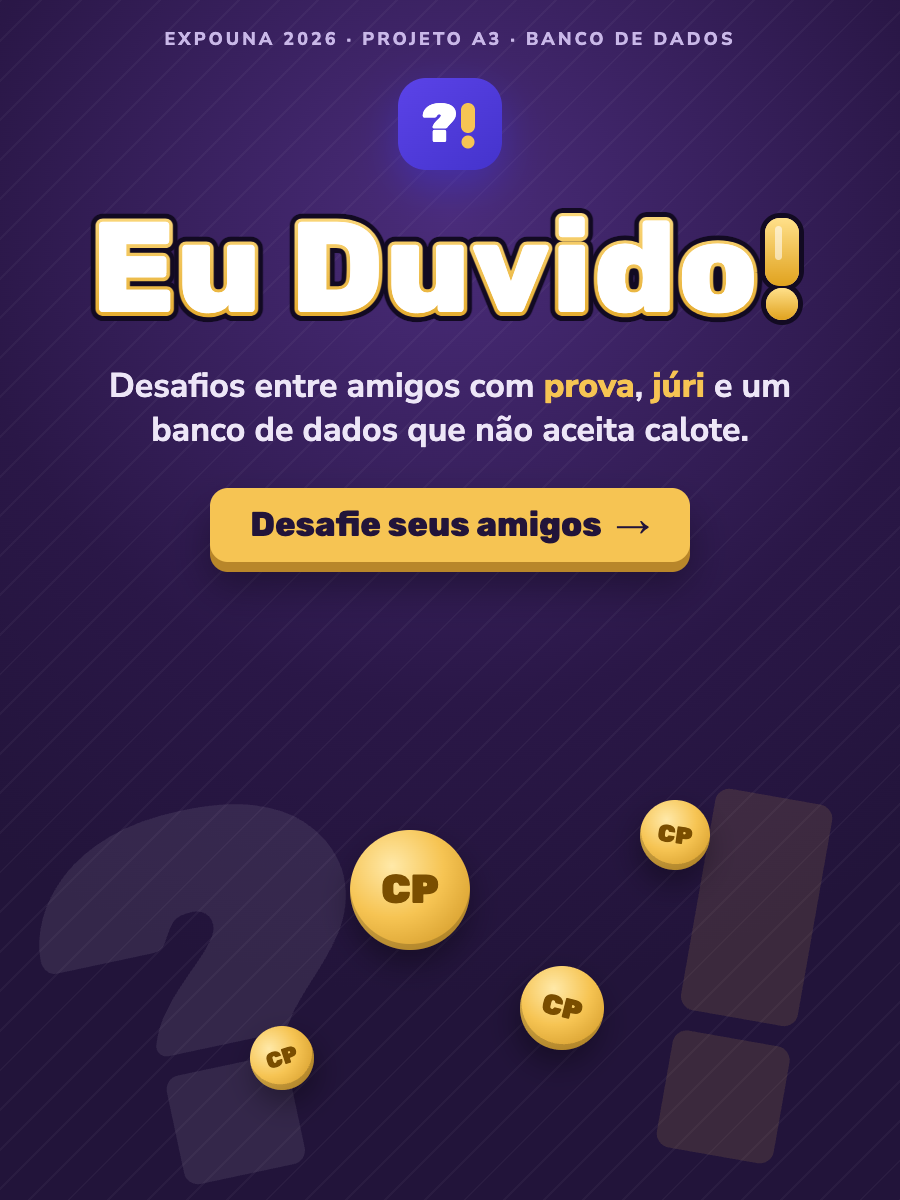 EXPOUNA 2026 · PROJETO A3 · BANCO DE DADOS
?!
Eu Duvido!
Desafios entre amigos com prova, júri e um
banco de dados que não aceita calote.
Desafie seus amigos →
CP
CP
CP
CP
?!